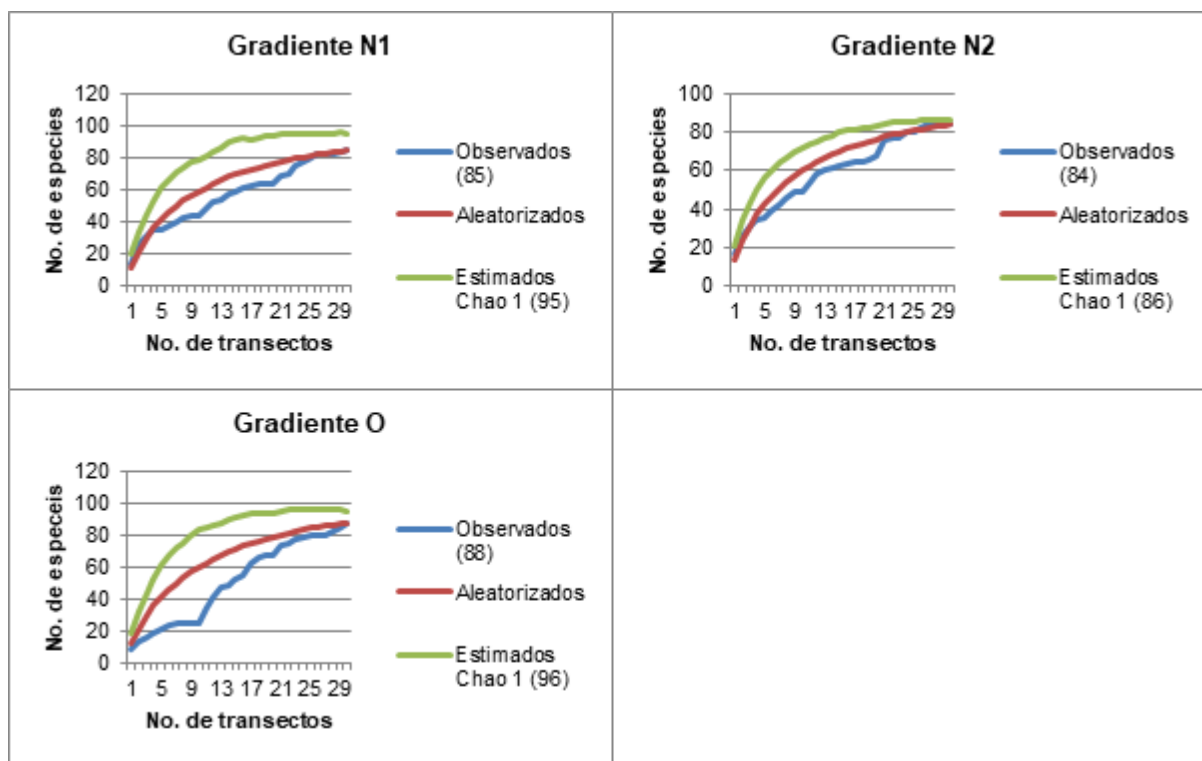 Gradiente N1
No. de especies
120
100
80
60
40
20
0
1 5 9 13 17 21 25 29
No. de transectos
Observados
(85)
Aleatorizados
Estimados
Chao 1 (95)
Gradiente N2
No. de especies
100
80
60
40
20
0
1 5 9 13 17 21 25 29
No. de transectos
Observados
(84)
Aleatorizados
Estimados
Chao 1 (86)
Gradiente O
No. de especeis
120
100
80
60
40
20
0
1 5 9 13 17 21 25 29
No. de transectos
Observados
(88)
Aleatorizados
Estimados
Chao 1 (96)